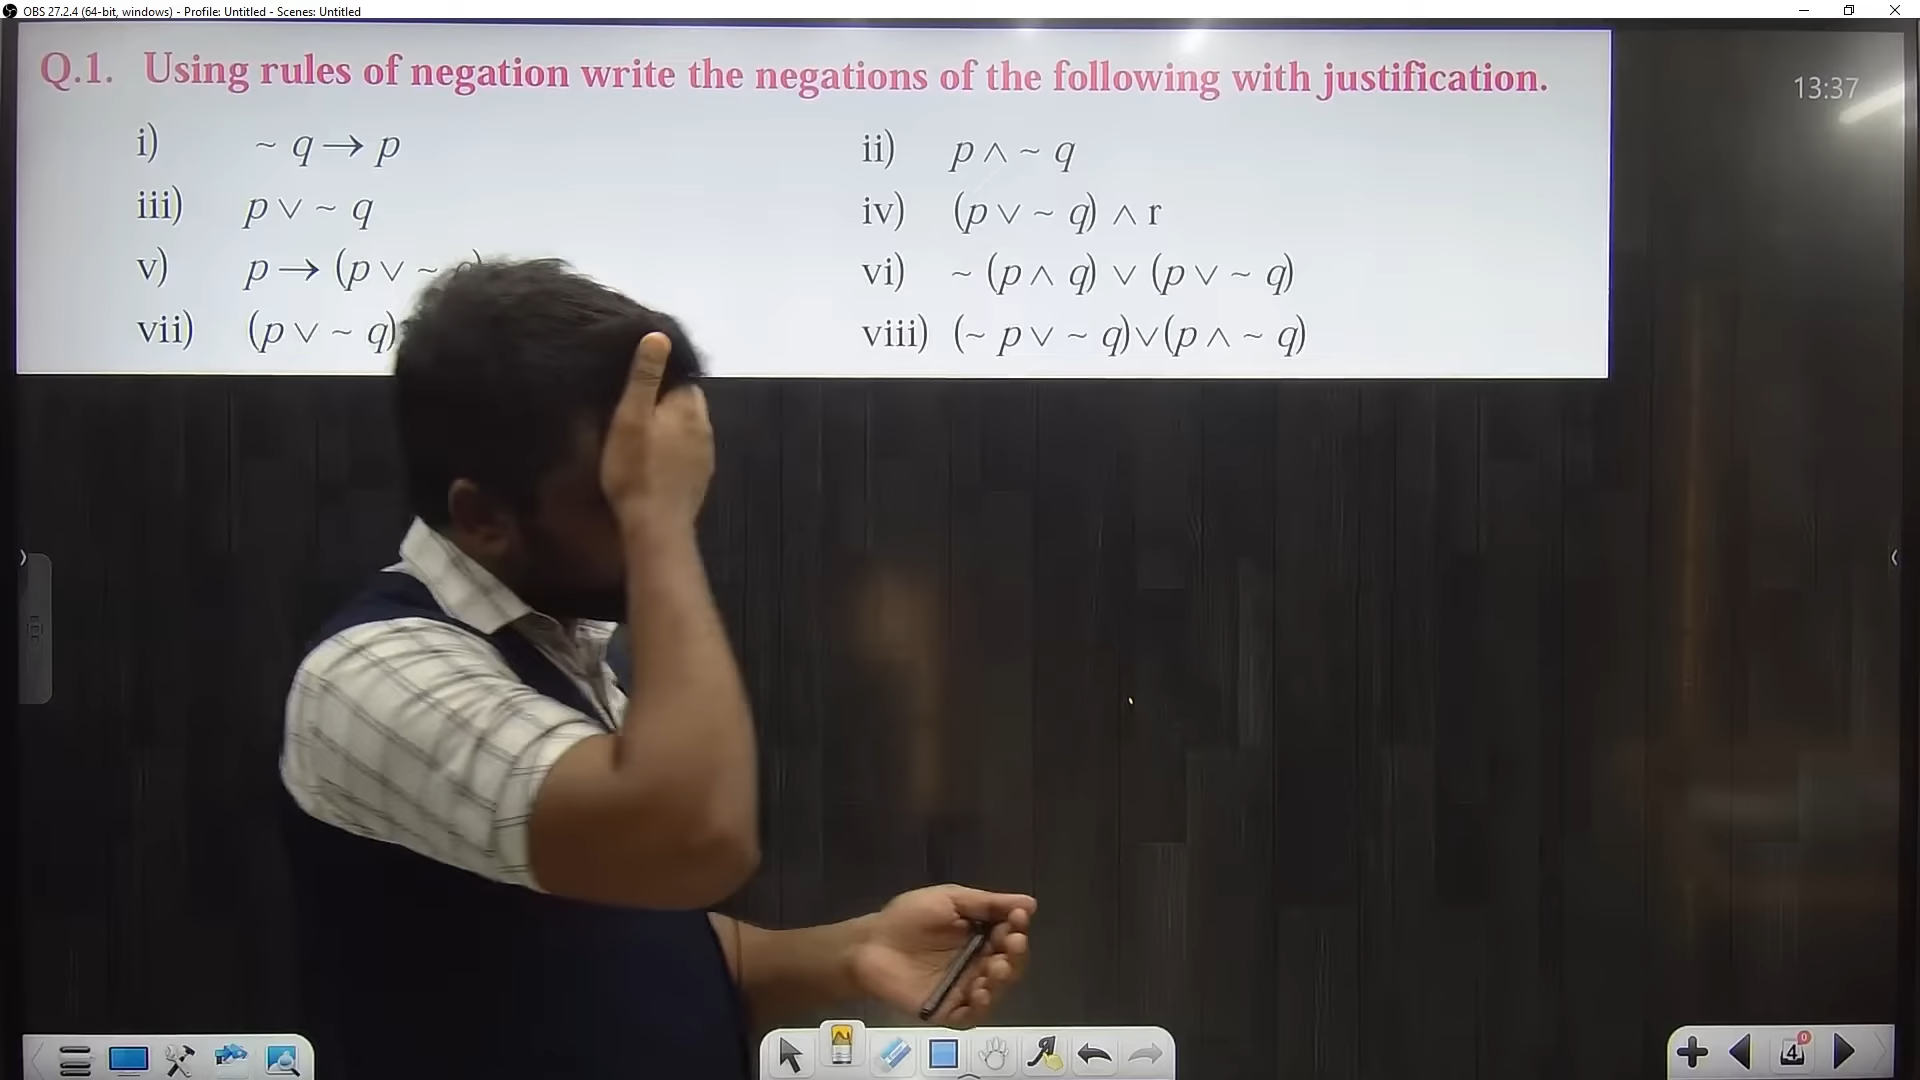 OBS 27.2.4 (64-bit, windows) - Profile: Untitled - Scenes: Untitled
Q.1. Using rules of negation write the negations of the following with justification.
13:37
i) ~ q → p
ii) p ∧ ~ q
iii) p ∨ ~ q
iv) (p ∨ ~ q) ∧ r
v) p → (p ∨ ~
vi) ~ (p ∧ q) ∨ (p ∨ ~ q)
vii) (p ∨ ~ q)
viii) (~ p ∨ ~ q)∨(p ∧ ~ q)
4
0